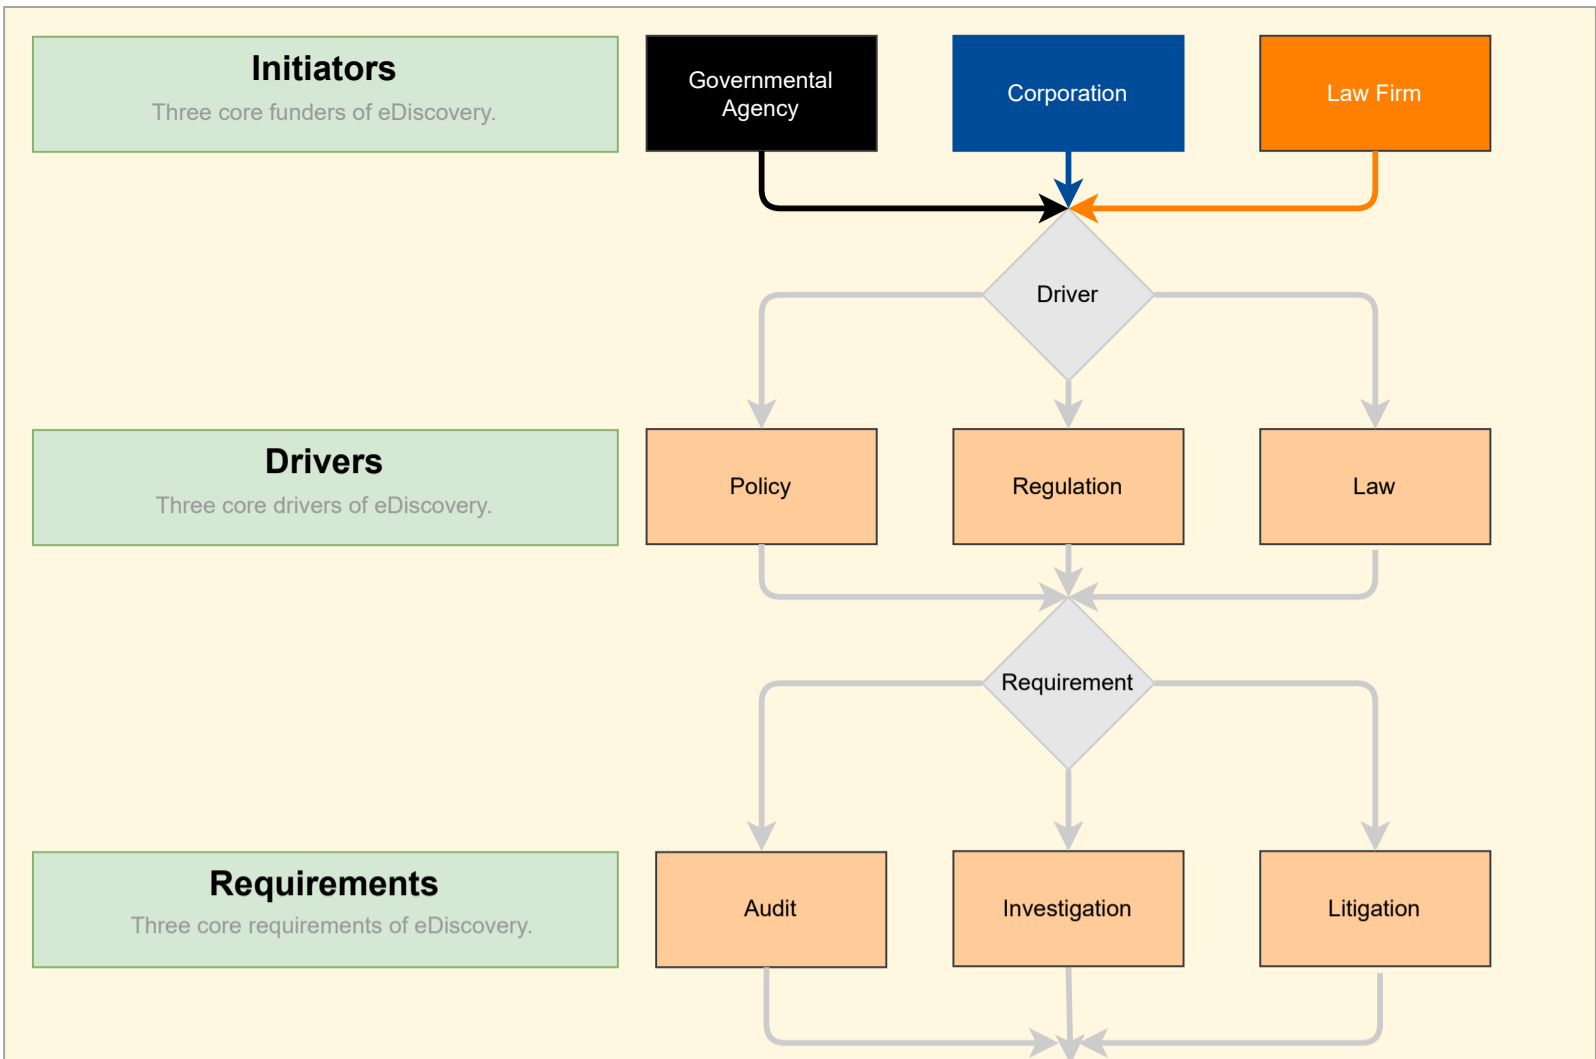 Initiators
Three core funders of eDiscovery.
Governmental
Agency
Corporation
Law Firm
Driver
Drivers
Three core drivers of eDiscovery.
Policy
Regulation
Law
Requirement
Requirements
Three core requirements of eDiscovery.
Audit
Investigation
Litigation